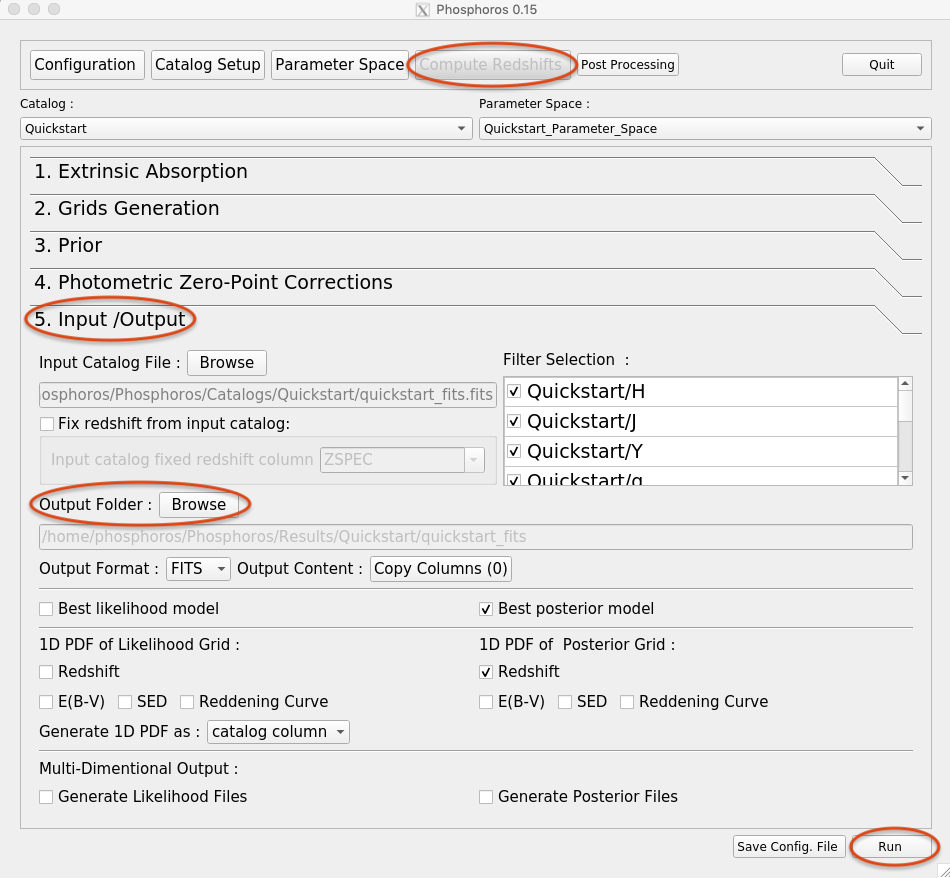 Phosphoros 0.15
Configuration Catalog Setup Parameter Space Compute Redshifts Post Processing Quit
Catalog : Parameter Space :
Quickstart Quickstart_Parameter_Space
1. Extrinsic Absorption
2. Grids Generation
3. Prior
4. Photometric Zero-Point Corrections
5. Input /Output
Input Catalog File : Browse
osphoros/Phosphoros/Catalogs/Quickstart/quickstart_fits.fits
Fix redshift from input catalog:
Input catalog fixed redshift column ZSPEC
Filter Selection :
Quickstart/H
Quickstart/J
Quickstart/Y
Quickstart/g
Output Folder : Browse
/home/phosphoros/Phosphoros/Results/Quickstart/quickstart_fits
Output Format : FITS Output Content : Copy Columns (0)
Best likelihood model Best posterior model
1D PDF of Likelihood Grid : 1D PDF of Posterior Grid :
Redshift Redshift
E(B-V) SED Reddening Curve E(B-V) SED Reddening Curve
Generate 1D PDF as : catalog column
Multi-Dimentional Output :
Generate Likelihood Files Generate Posterior Files
Save Config. File Run